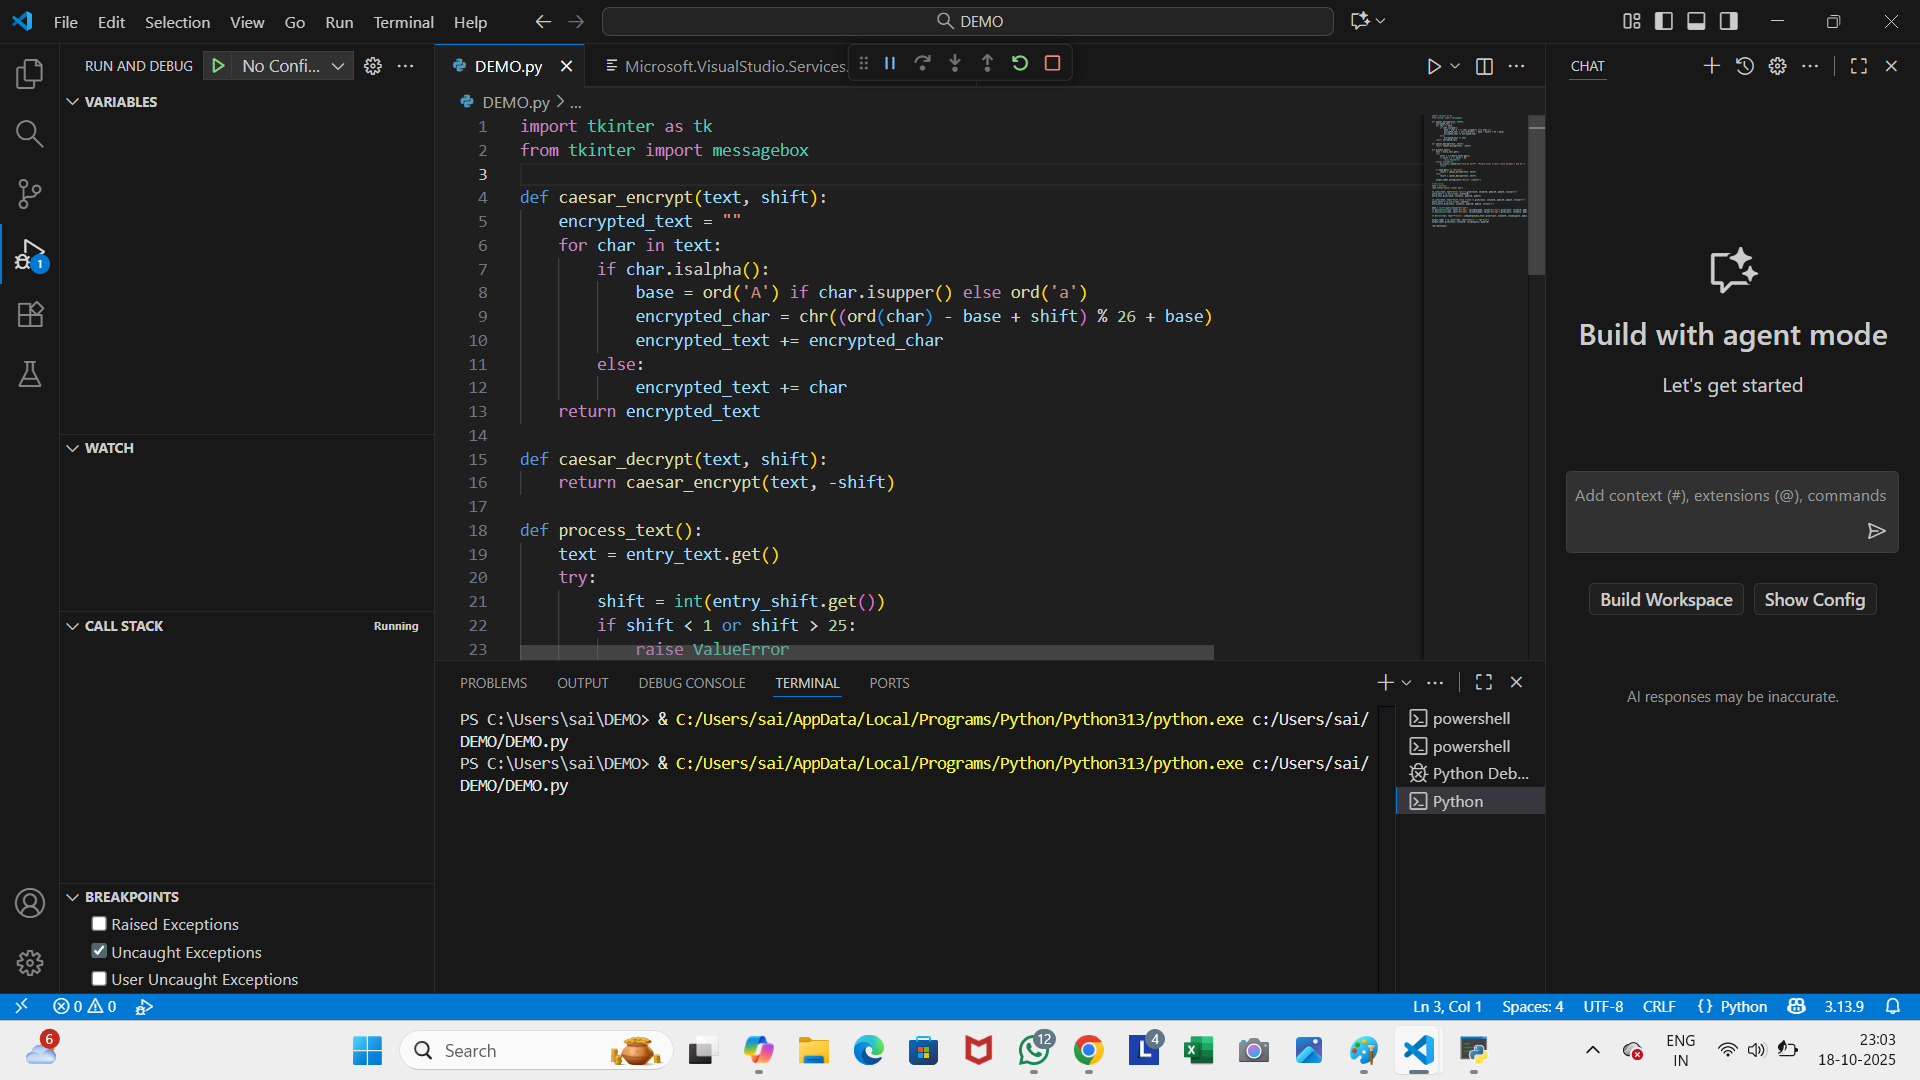 File Edit Selection View Go Run Terminal Help
DEMO
RUN AND DEBUG
No Confi...
VARIABLES
WATCH
CALL STACK
Running
BREAKPOINTS
Raised Exceptions
Uncaught Exceptions
User Uncaught Exceptions
1
DEMO.py
Microsoft.VisualStudio.Services.
DEMO.py > ...
1 import tkinter as tk
2 from tkinter import messagebox
3
4 def caesar_encrypt(text, shift):
5 encrypted_text = ""
6 for char in text:
7 if char.isalpha():
8 base = ord('A') if char.isupper() else ord('a')
9 encrypted_char = chr((ord(char) - base + shift) % 26 + base)
10 encrypted_text += encrypted_char
11 else:
12 encrypted_text += char
13 return encrypted_text
14
15 def caesar_decrypt(text, shift):
16 return caesar_encrypt(text, -shift)
17
18 def process_text():
19 text = entry_text.get()
20 try:
21 shift = int(entry_shift.get())
22 if shift < 1 or shift > 25:
23 raise ValueError
PROBLEMS OUTPUT DEBUG CONSOLE TERMINAL PORTS
PS C:\Users\sai\DEMO> & C:/Users/sai/AppData/Local/Programs/Python/Python313/python.exe c:/Users/sai/
DEMO/DEMO.py
PS C:\Users\sai\DEMO> & C:/Users/sai/AppData/Local/Programs/Python/Python313/python.exe c:/Users/sai/
DEMO/DEMO.py
powershell
powershell
Python Deb...
Python
CHAT
Build with agent mode
Let's get started
Add context (#), extensions (@), commands
Build Workspace Show Config
AI responses may be inaccurate.
0 0
Ln 3, Col 1 Spaces: 4 UTF-8 CRLF {} Python 3.13.9
6
Search
12
L 4
ENG
IN
23:03
18-10-2025